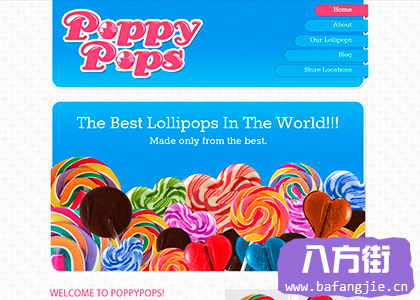 Poppy
Pops
Home
About
Our Lollipops
Blog
Store Locations
The Best Lollipops In The World!!!
Made only from the best.
WELCOME TO POPPYPOPS!
八方街
www.bafangjie.cn